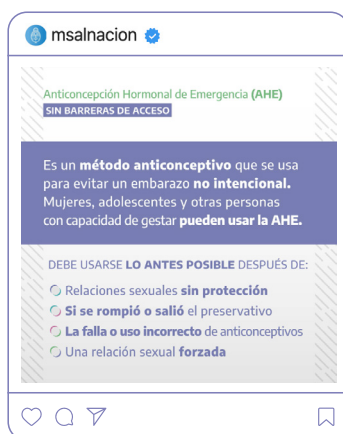 msalnacion
Anticoncepción Hormonal de Emergencia (AHE)
SIN BARRERAS DE ACCESO
Es un método anticonceptivo que se usa
para evitar un embarazo no intencional.
Mujeres, adolescentes y otras personas
con capacidad de gestar pueden usar la AHE.
DEBE USARSE LO ANTES POSIBLE DESPUÉS DE:
Relaciones sexuales sin protección
Si se rompió o salió el preservativo
La falla o uso incorrecto de anticonceptivos
Una relación sexual forzada